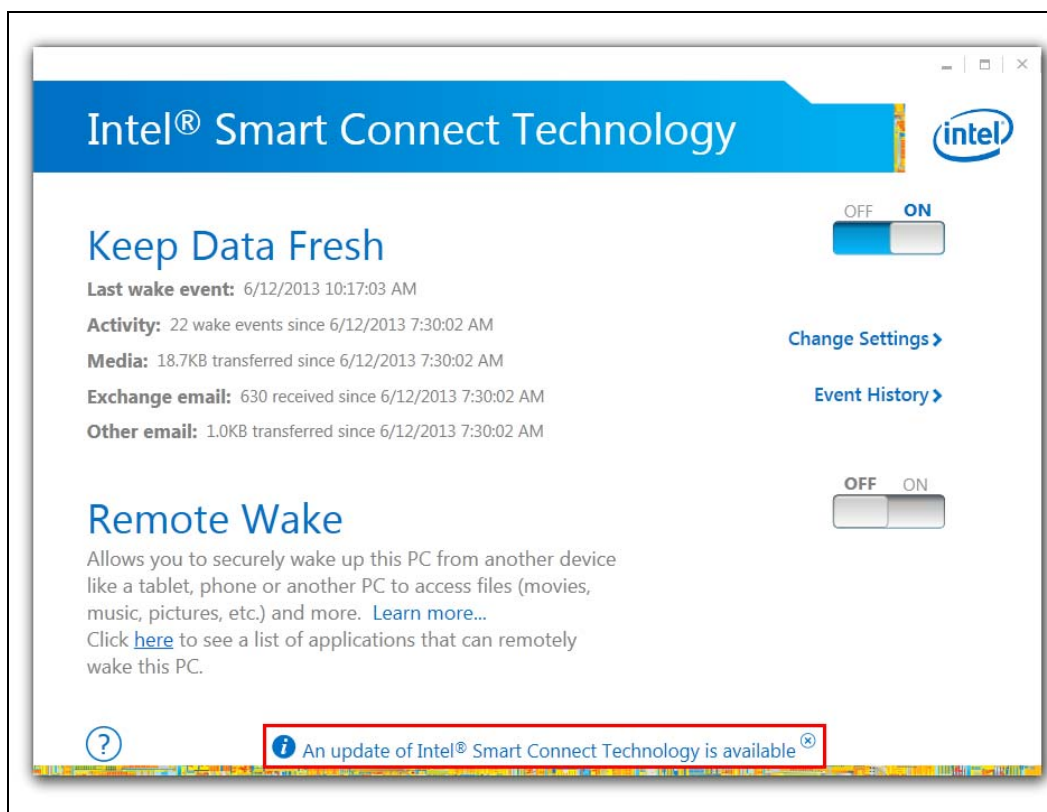 Intel® Smart Connect Technology
intel
OFF ON
Keep Data Fresh
Last wake event: 6/12/2013 10:17:03 AM
Activity: 22 wake events since 6/12/2013 7:30:02 AM
Change Settings
Media: 18.7KB transferred since 6/12/2013 7:30:02 AM
Exchange email: 630 received since 6/12/2013 7:30:02 AM
Event History
Other email: 1.0KB transferred since 6/12/2013 7:30:02 AM
OFF ON
Remote Wake
Allows you to securely wake up this PC from another device
like a tablet, phone or another PC to access files (movies,
music, pictures, etc.) and more. Learn more...
Click here to see a list of applications that can remotely
wake this PC.
? i An update of Intel® Smart Connect Technology is available